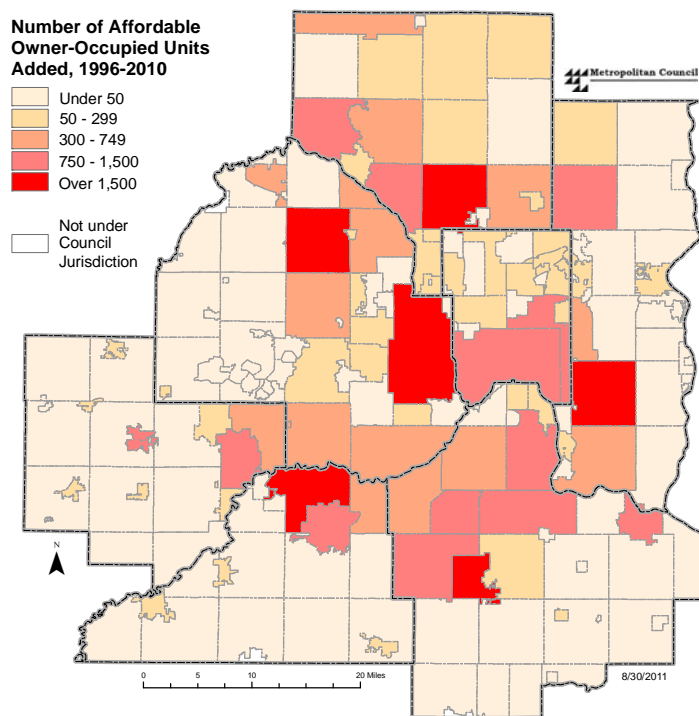 Number of Affordable
Owner-Occupied Units
Added, 1996-2010
Under 50
50 - 299
300 - 749
750 - 1,500
Over 1,500
Not under
Council
Jurisdiction
Metropolitan Council
N
0 5 10 20 Miles
8/30/2011